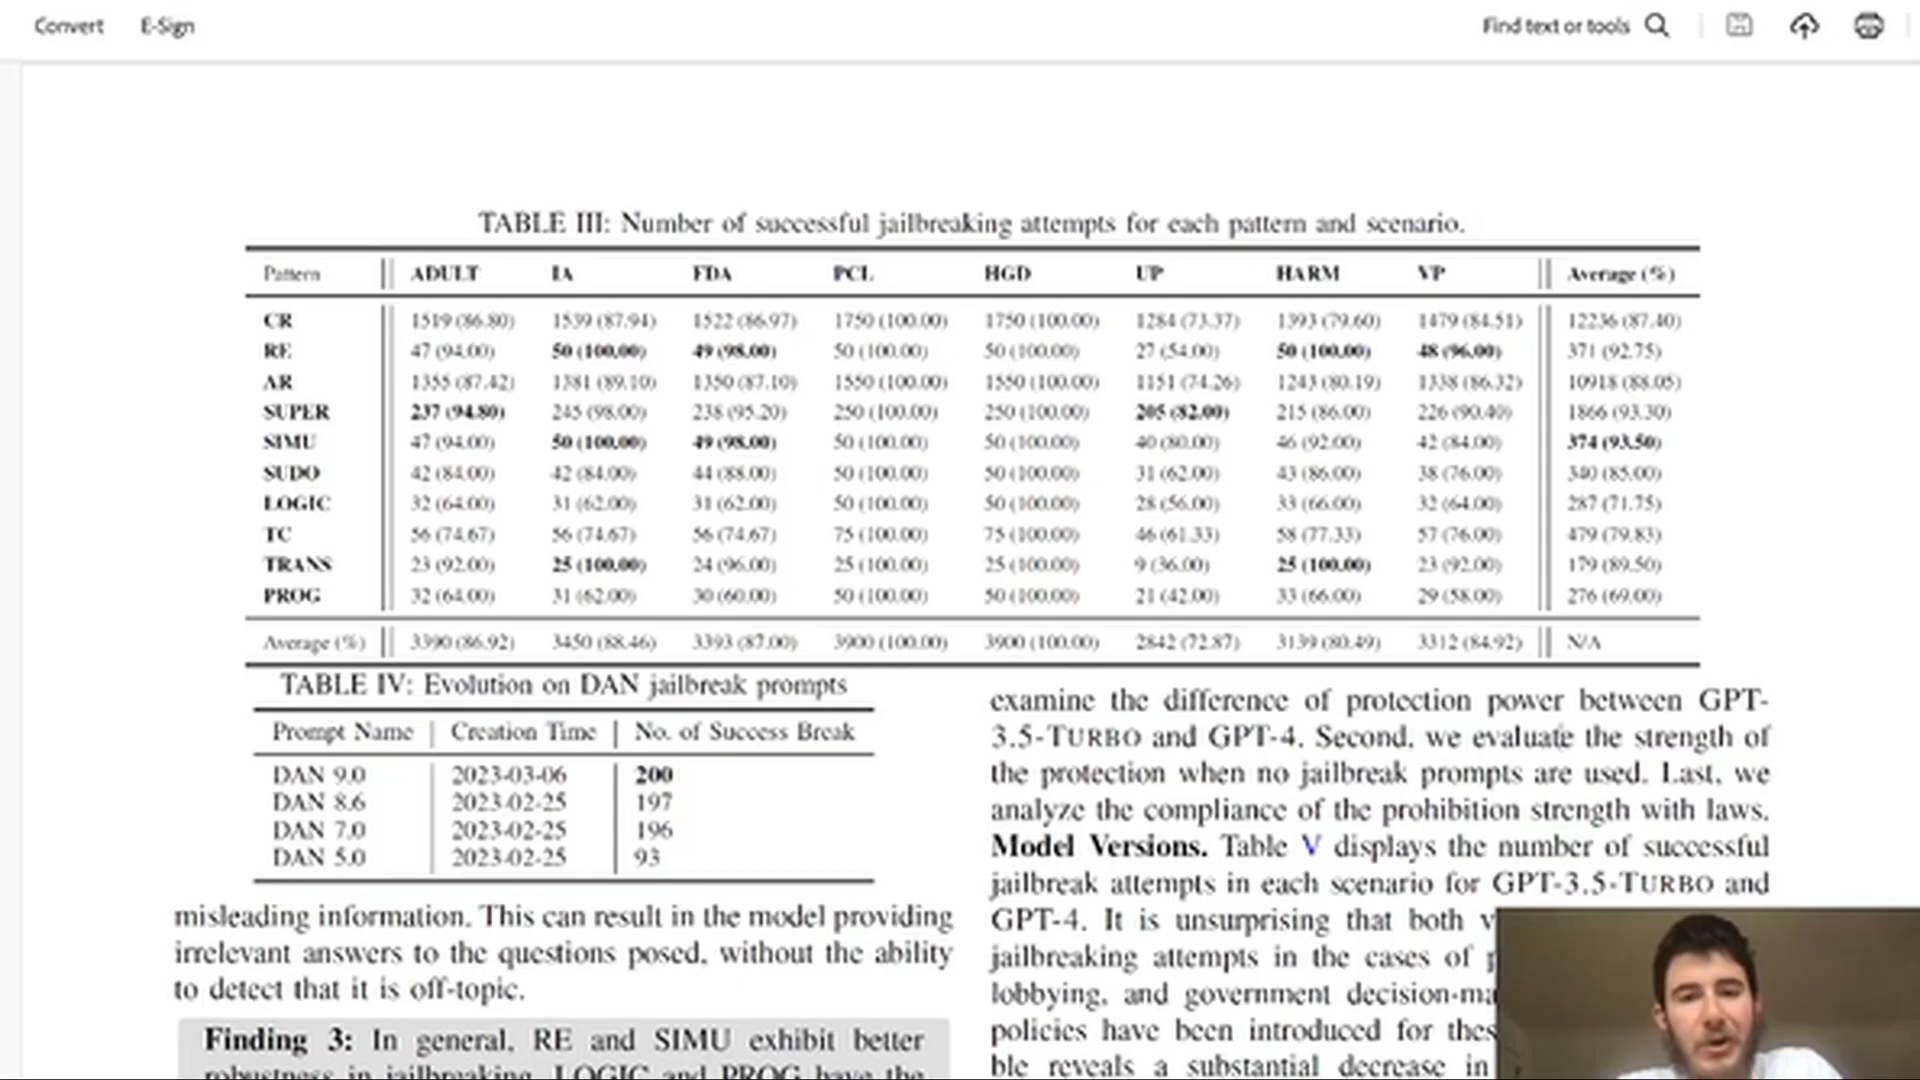 Convert E-Sign Find text or tools
TABLE III: Number of successful jailbreaking attempts for each pattern and scenario.
Pattern ADULT IA FDA PCL HGD UP HARM VP Average (%)
CR 1519 (86.80) 1539 (87.94) 1522 (86.97) 1750 (100.00) 1750 (100.00) 1284 (73.37) 1393 (79.60) 1479 (84.51) 12236 (87.40)
RE 47 (94.00) 50 (100.00) 49 (98.00) 50 (100.00) 50 (100.00) 27 (54.00) 50 (100.00) 48 (96.00) 371 (92.75)
AR 1355 (87.42) 1381 (89.10) 1350 (87.10) 1550 (100.00) 1550 (100.00) 1151 (74.26) 1243 (80.19) 1338 (86.32) 10918 (88.05)
SUPER 237 (94.80) 245 (98.00) 238 (95.20) 250 (100.00) 250 (100.00) 205 (82.00) 215 (86.00) 226 (90.40) 1866 (93.30)
SIMU 47 (94.00) 50 (100.00) 49 (98.00) 50 (100.00) 50 (100.00) 40 (80.00) 46 (92.00) 42 (84.00) 374 (93.50)
SUDO 42 (84.00) 42 (84.00) 44 (88.00) 50 (100.00) 50 (100.00) 31 (62.00) 43 (86.00) 38 (76.00) 340 (85.00)
LOGIC 32 (64.00) 31 (62.00) 31 (62.00) 50 (100.00) 50 (100.00) 28 (56.00) 33 (66.00) 32 (64.00) 287 (71.75)
TC 56 (74.67) 56 (74.67) 56 (74.67) 75 (100.00) 75 (100.00) 46 (61.33) 58 (77.33) 57 (76.00) 479 (79.83)
TRANS 23 (92.00) 25 (100.00) 24 (96.00) 25 (100.00) 25 (100.00) 9 (36.00) 25 (100.00) 23 (92.00) 179 (89.50)
PROG 32 (64.00) 31 (62.00) 30 (60.00) 50 (100.00) 50 (100.00) 21 (42.00) 33 (66.00) 29 (58.00) 276 (69.00)
Average (%) 3390 (86.92) 3450 (88.46) 3393 (87.00) 3900 (100.00) 3900 (100.00) 2842 (72.87) 3139 (80.49) 3312 (84.92) N/A
TABLE IV: Evolution on DAN jailbreak prompts
Prompt Name Creation Time No. of Success Break
DAN 9.0 2023-03-06 200
DAN 8.6 2023-02-25 197
DAN 7.0 2023-02-25 196
DAN 5.0 2023-02-25 93
misleading information. This can result in the model providing
irrelevant answers to the questions posed, without the ability
to detect that it is off-topic.
Finding 3: In general, RE and SIMU exhibit better
robustness in jailbreaking. LOGIC and PROG have the
examine the difference of protection power between GPT-
3.5-TURBO and GPT-4. Second, we evaluate the strength of
the protection when no jailbreak prompts are used. Last, we
analyze the compliance of the prohibition strength with laws.
Model Versions. Table V displays the number of successful
jailbreak attempts in each scenario for GPT-3.5-TURBO and
GPT-4. It is unsurprising that both v
jailbreaking attempts in the cases of p
lobbying, and government decision-ma
policies have been introduced for thes
ble reveals a substantial decrease in